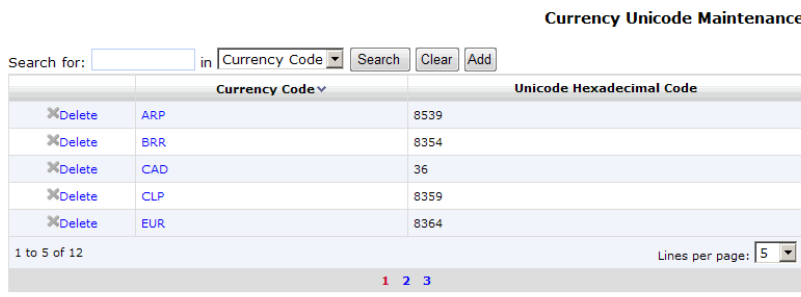 Currency Unicode Maintenance
Search for: in Currency Code Search Clear Add
Currency Code Unicode Hexadecimal Code
Delete ARP 8539
Delete BRR 8354
Delete CAD 36
Delete CLP 8359
Delete EUR 8364
1 to 5 of 12 Lines per page: 5
1 2 3